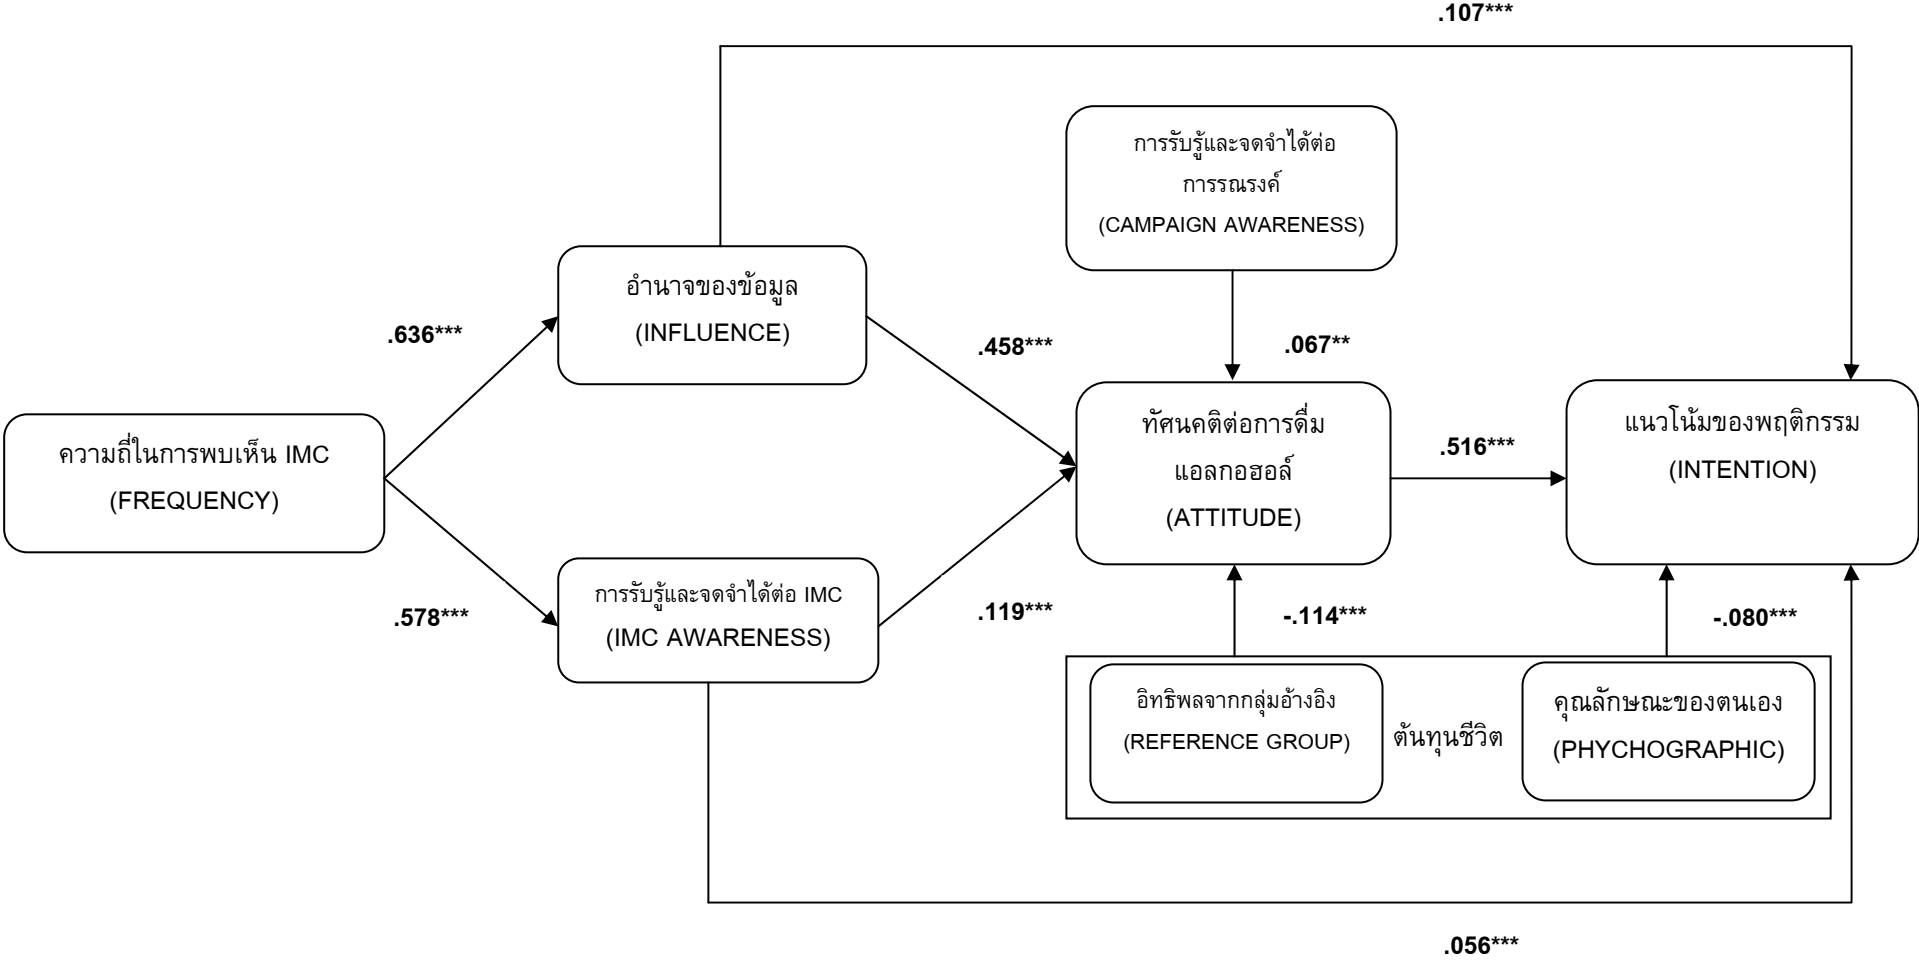 .107***
การรับรู้และจดจำได้ต่อ
การรณรงค์
(CAMPAIGN AWARENESS)
อำนาจของข้อมูล
(INFLUENCE)
.636***
.458***
.067**
ความถี่ในการพบเห็น IMC
(FREQUENCY)
ทัศนคติต่อการดื่ม
แอลกอฮอล์
(ATTITUDE)
.516***
แนวโน้มของพฤติกรรม
(INTENTION)
.578***
การรับรู้และจดจำได้ต่อ IMC
(IMC AWARENESS)
.119***
-.114***
-.080***
อิทธิพลจากกลุ่มอ้างอิง
(REFERENCE GROUP)
ต้นทุนชีวิต
คุณลักษณะของตนเอง
(PHYCHOGRAPHIC)
.056***